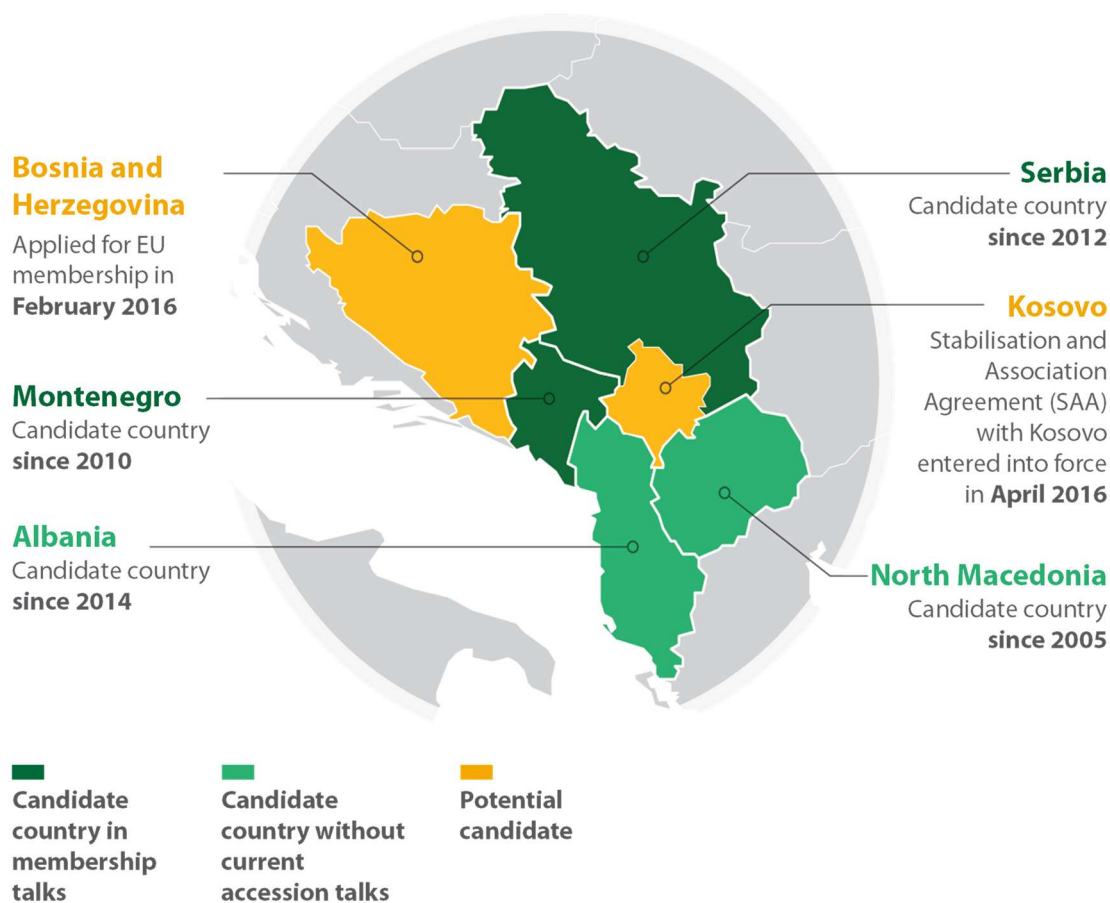 Bosnia and
Herzegovina
Applied for EU
membership in
February 2016
Montenegro
Candidate country
since 2010
Albania
Candidate country
since 2014
Serbia
Candidate country
since 2012
Kosovo
Stabilisation and
Association
Agreement (SAA)
with Kosovo
entered into force
in April 2016
North Macedonia
Candidate country
since 2005
Candidate
country in
membership
talks
Candidate
country without
current
accession talks
Potential
candidate